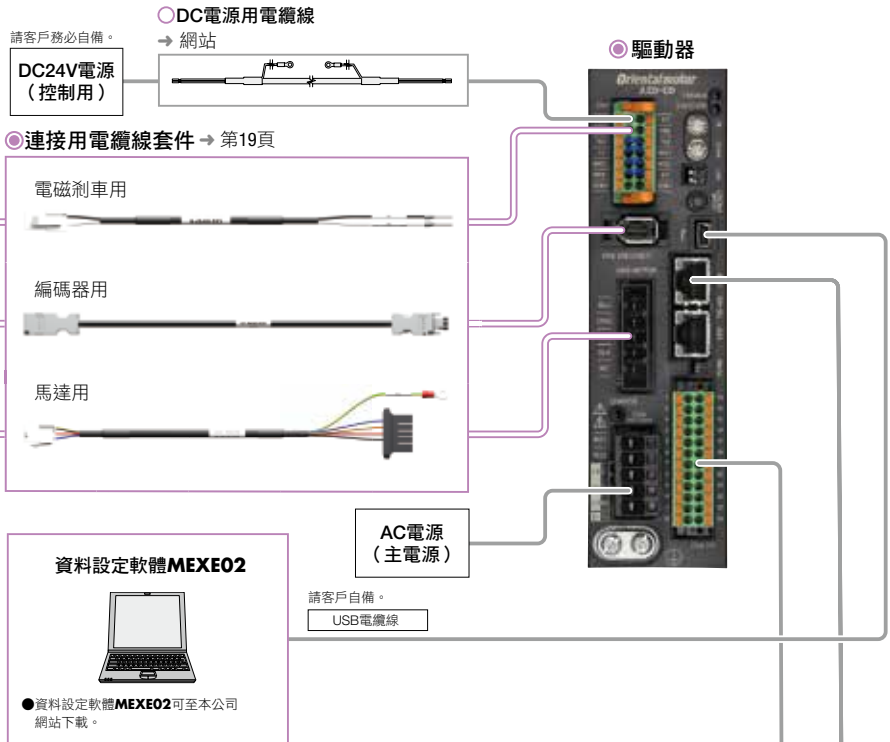 ○DC電源用電纜線
→ 網站
請客戶務必自備。
DC24V電源
（控制用）
◉驅動器
Orientalmotor
◉連接用電纜線套件 → 第19頁
電磁剎車用
編碼器用
馬達用
AC電源
（主電源）
資料設定軟體MEXE02
請客戶自備。
USB電纜線
●資料設定軟體MEXE02可至本公司
網站下載。